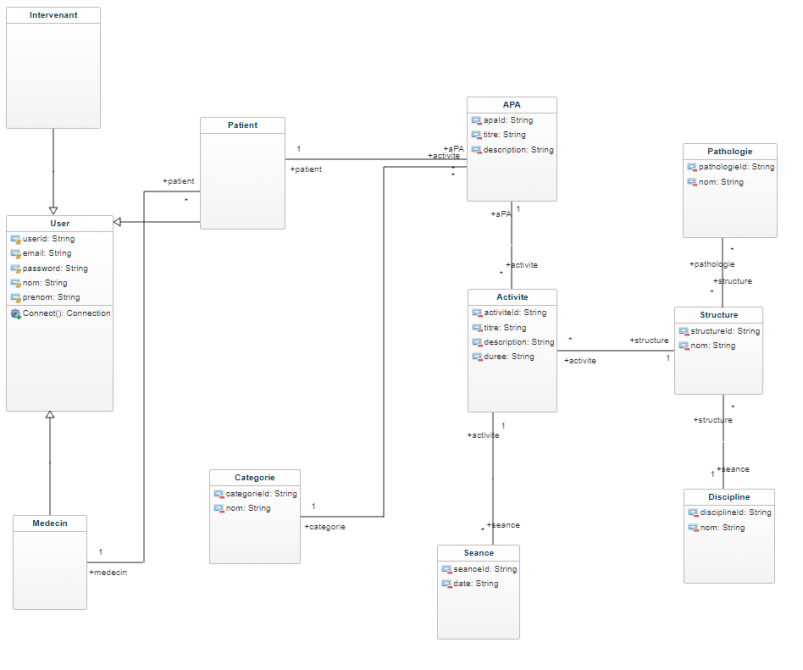 Intervenant
User
userId: String
email: String
password: String
nom: String
prenom: String
Connect(): Connection
Medecin
1
+medecin
+patient
*
Patient
1
+patient
+aPA
+activite
*
*
APA
apaId: String
titre: String
description: String
+aPA
1
*
+activite
Activite
activiteId: String
titre: String
description: String
duree: String
*
+activite
+structure
1
+activite
1
*
+seance
Seance
seanceId: String
date: String
Categorie
categorieId: String
nom: String
1
+categorie
Pathologie
pathologieId: String
nom: String
*
+pathologie
+structure
*
Structure
structureId: String
nom: String
*
+structure
1
+seance
Discipline
disciplineId: String
nom: String